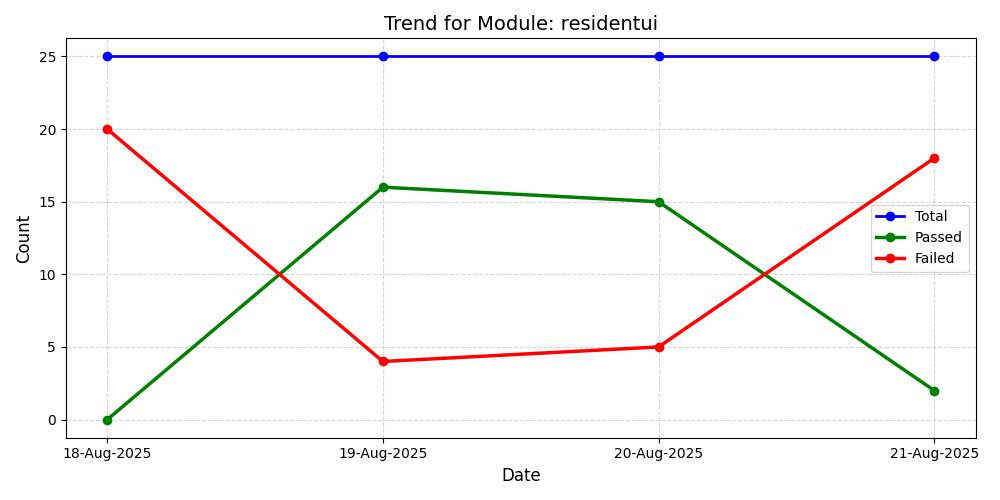 Trend for Module: residentui
25
20
15
10
5
0
Count
Total
Passed
Failed
18-Aug-2025
19-Aug-2025
20-Aug-2025
21-Aug-2025
Date